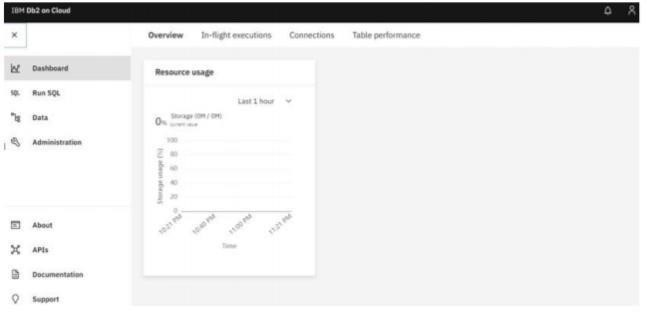 IBM Db2 on Cloud
Overview In-flight executions Connections Table performance
Dashboard
SQL Run SQL
Data
Administration
About
APIs
Documentation
Support
Resource usage
Last 1 hour
0% Storage (0M / 0M)
current value
Storage usage (%)
100
80
60
40
20
0
10:21 PM 10:40 PM 11:00 PM 11:21 PM
Time